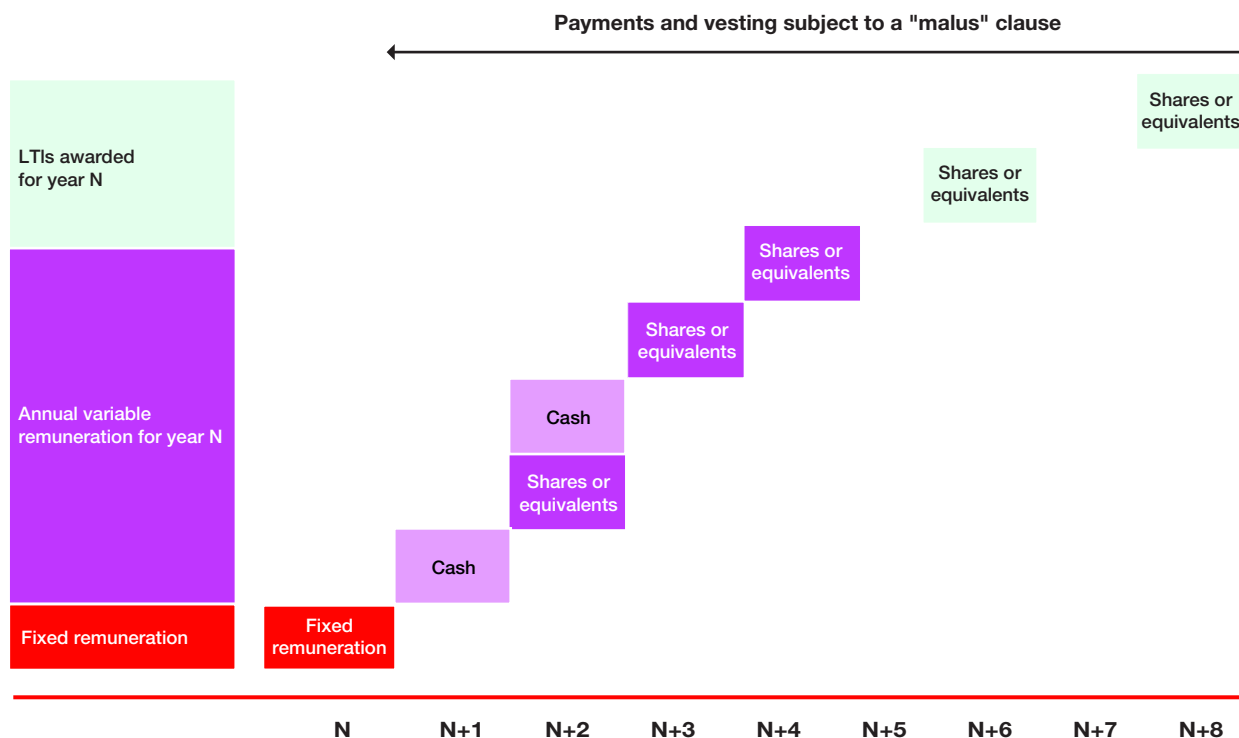 Payments and vesting subject to a "malus" clause
Shares or
equivalents
LTIs awarded
for year N
Shares or
equivalents
Shares or
equivalents
Shares or
equivalents
Annual variable
remuneration for year N
Cash
Shares or
equivalents
Cash
Fixed remuneration
Fixed
remuneration
N N+1 N+2 N+3 N+4 N+5 N+6 N+7 N+8